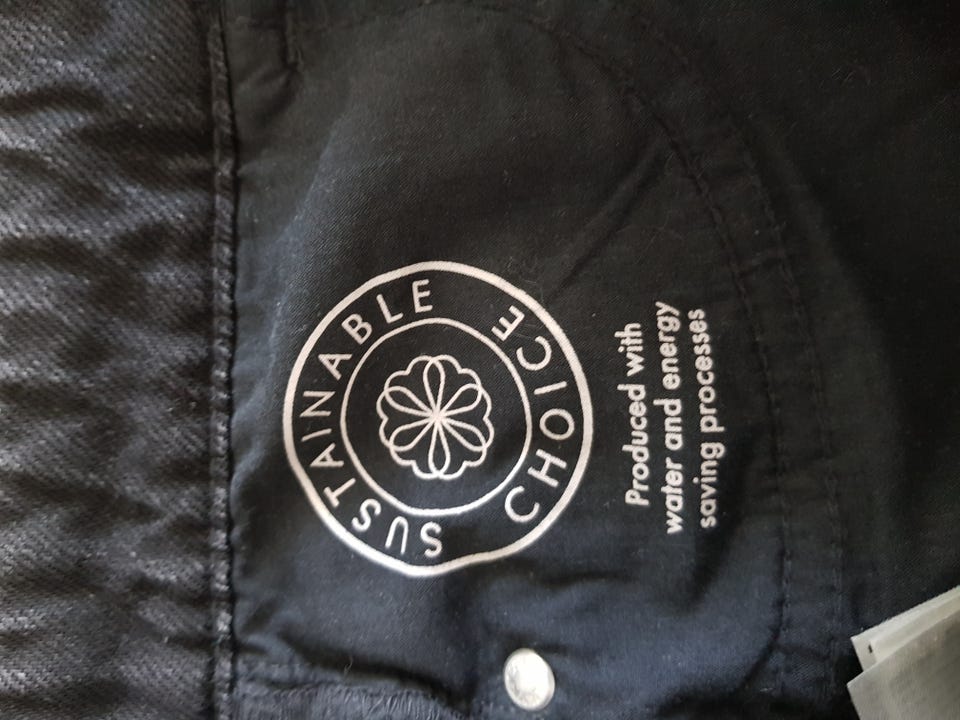 SUSTAINABLE
CHOICE
Produced with
water and energy
saving processes